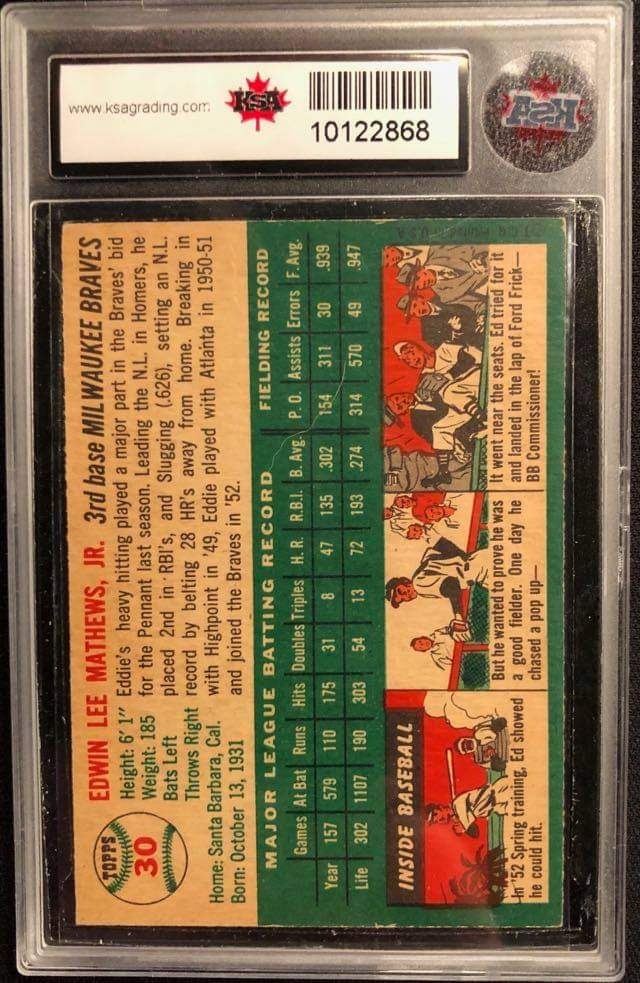 www.ksagrading.com
KSA
10122868
KSA
TOPPS
30
EDWIN LEE MATHEWS, JR. 3rd base MILWAUKEE BRAVES
Height: 6' 1"
Weight: 185
Bats Left
Throws Right
Home: Santa Barbara, Cal.
Born: October 13, 1931
Eddie's heavy hitting played a major part in the Braves' bid
for the Pennant last season. Leading the N.L. in Homers, he
placed 2nd in RBI's, and Slugging (.626), setting an N.L.
record by belting 28 HR's away from home. Breaking in
with Highpoint in '49, Eddie played with Atlanta in 1950-51
and joined the Braves in '52.
MAJOR LEAGUE BATTING RECORD FIELDING RECORD
Games At Bat Runs Hits Doubles Triples H. R. R.B.I. B. Avg. P. O. Assists Errors F. Avg.
Year 157 579 110 175 31 8 47 135 .302 154 311 30 .939
Life 302 1107 190 303 54 13 72 193 .274 314 570 49 .947
INSIDE BASEBALL
In '52 Spring training, Ed showed
he could hit.
But he wanted to prove he was
a good fielder. One day he
chased a pop up—
It went near the seats. Ed tried for it
and landed in the lap of Ford Frick—
BB Commissioner!